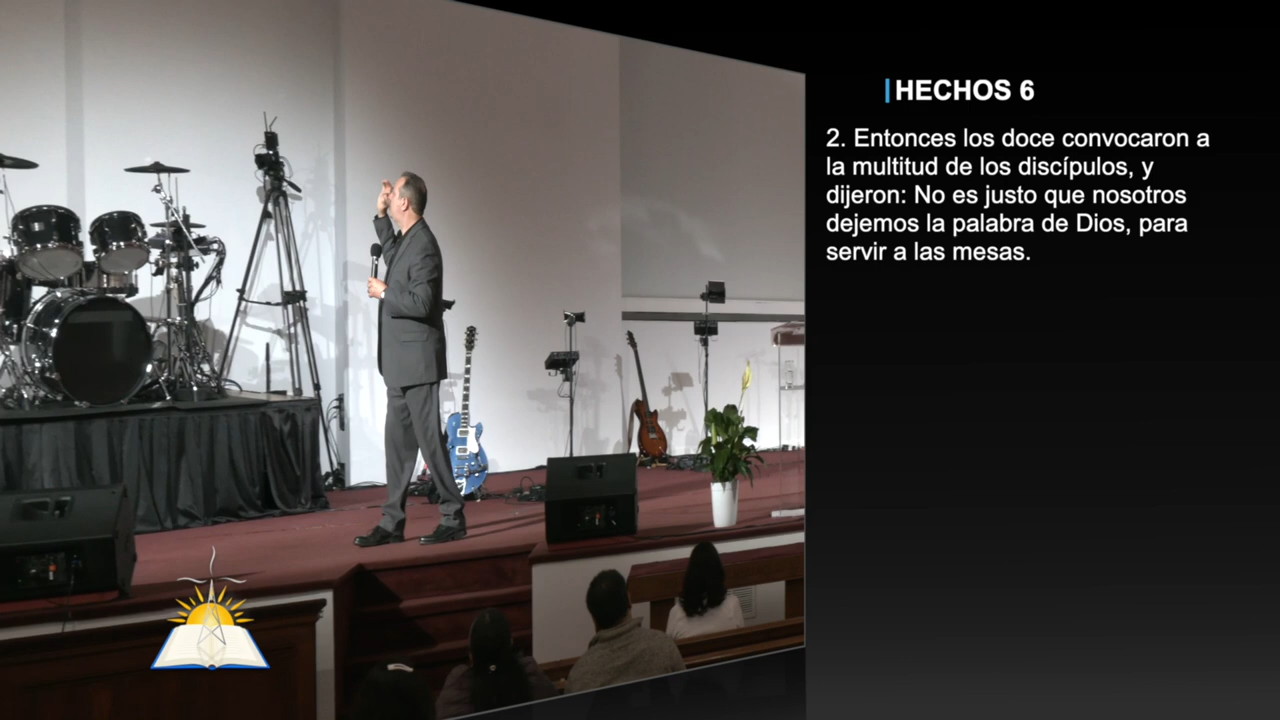 HECHOS 6
2. Entonces los doce convocaron a
la multitud de los discípulos, y
dijeron: No es justo que nosotros
dejemos la palabra de Dios, para
servir a las mesas.